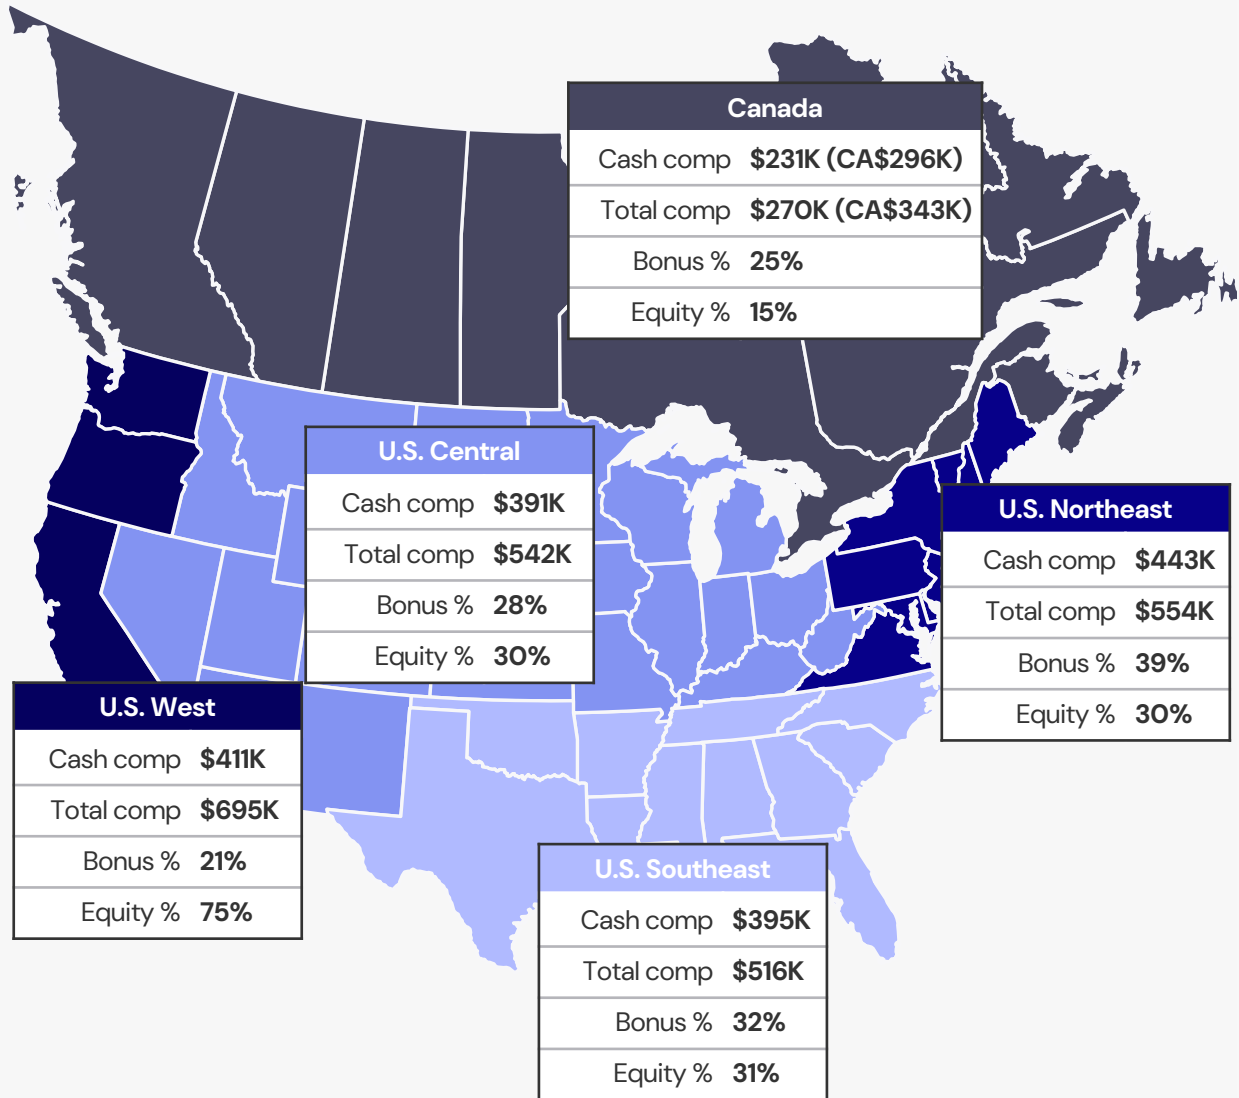 Canada
Cash comp $231K (CA$296K)
Total comp $270K (CA$343K)
Bonus % 25%
Equity % 15%
U.S. Central
Cash comp $391K
Total comp $542K
Bonus % 28%
Equity % 30%
U.S. Northeast
Cash comp $443K
Total comp $554K
Bonus % 39%
Equity % 30%
U.S. West
Cash comp $411K
Total comp $695K
Bonus % 21%
Equity % 75%
U.S. Southeast
Cash comp $395K
Total comp $516K
Bonus % 32%
Equity % 31%